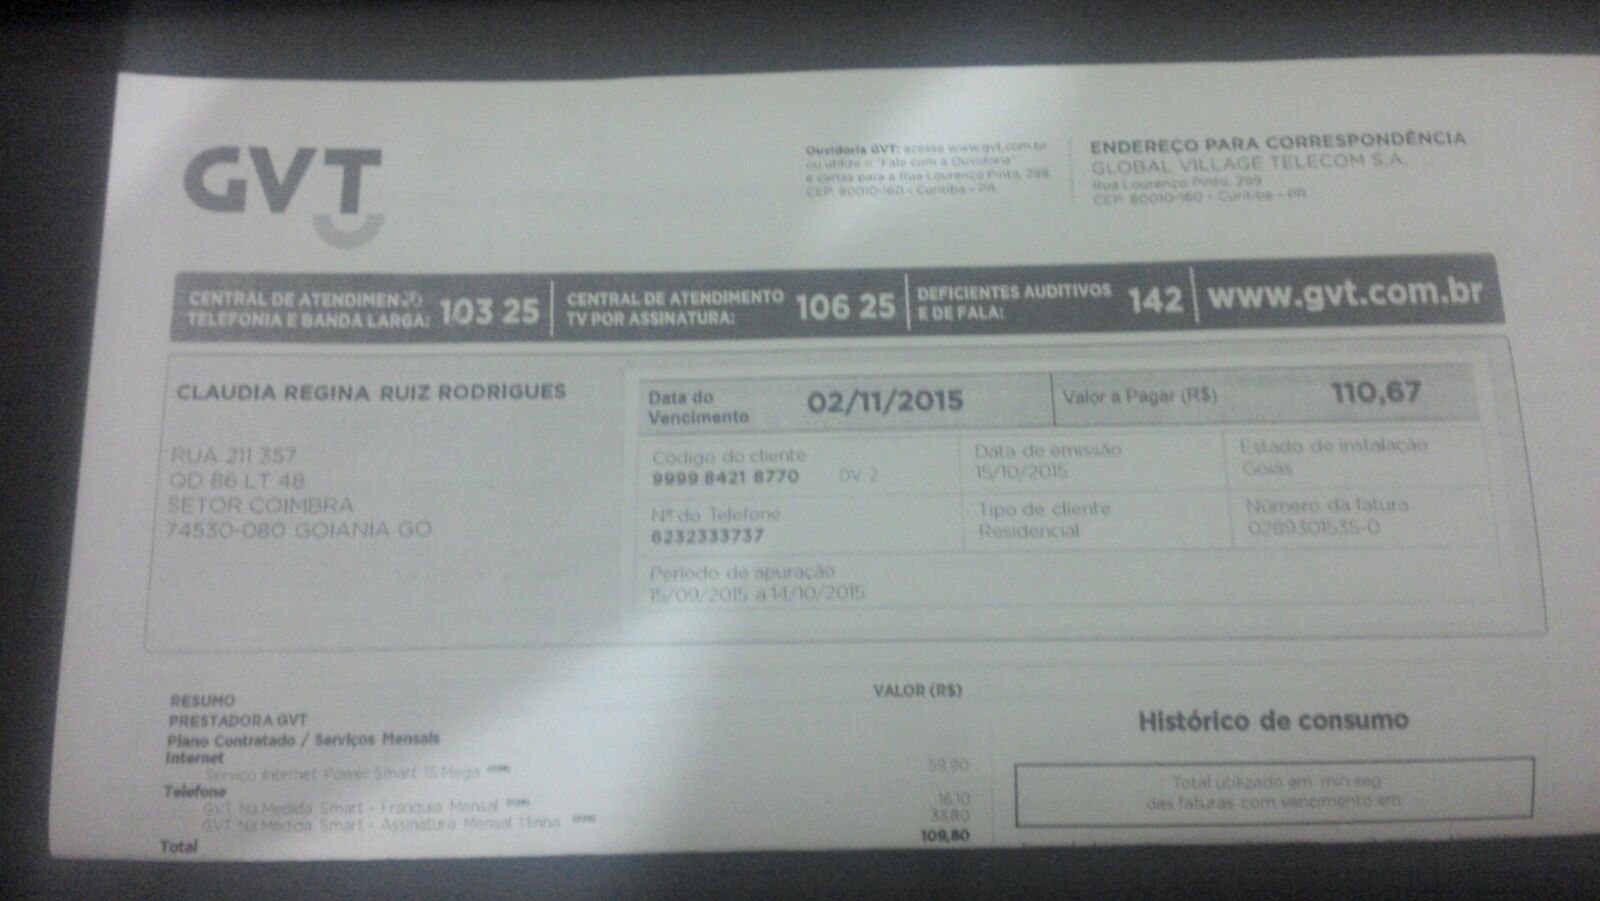 GVT
Ouvidoria GVT: acesse www.gvt.com.br
ou utilize o "Fale com a Ouvidoria"
e cartas para a Rua Lourenço Pinto, 299,
CEP: 80010-160 - Curitiba - PR.
ENDEREÇO PARA CORRESPONDÊNCIA
GLOBAL VILLAGE TELECOM S.A.
Rua Lourenço Pinto, 299
CEP: 80010-160 - Curitiba - PR
CENTRAL DE ATENDIMENTO
TELEFONIA E BANDA LARGA: 103 25
CENTRAL DE ATENDIMENTO
TV POR ASSINATURA: 106 25
DEFICIENTES AUDITIVOS
E DE FALA: 142
www.gvt.com.br
CLAUDIA REGINA RUIZ RODRIGUES
RUA 211 357
QD 86 LT 48
SETOR COIMBRA
74530-080 GOIANIA GO
Data do
Vencimento 02/11/2015
Valor a Pagar (R$) 110,67
Código do cliente
9999 8421 8770 DV 2
Data de emissão
15/10/2015
Estado de instalação
Goiás
Nº do Telefone
6232333737
Tipo de cliente
Residencial
Número da fatura
0289301535-0
Período de apuração
15/09/2015 a 14/10/2015
RESUMO VALOR (R$)
PRESTADORA GVT
Plano Contratado / Serviços Mensais
Internet
Serviço Internet Power Smart 15 Mega 59,90
Telefone
GVT Na Medida Smart - Franquia Mensal 16,10
GVT Na Medida Smart - Assinatura Mensal 1 linha 33,80
Total 109,80
Histórico de consumo
Total utilizado em min:seg
das faturas com vencimento em: